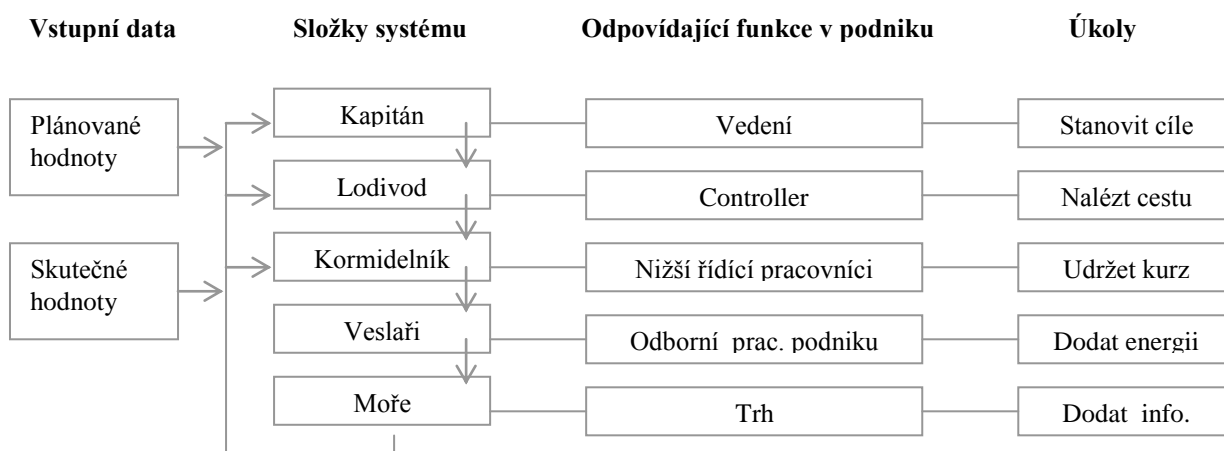 Vstupní data Složky systému Odpovídající funkce v podniku Úkoly
Plánované
hodnoty
Kapitán Vedení Stanovit cíle
Lodivod Controller Nalézt cestu
Skutečné
hodnoty
Kormidelník Nižší řídící pracovníci Udržet kurz
Veslaři Odborní prac. podniku Dodat energii
Moře Trh Dodat info.